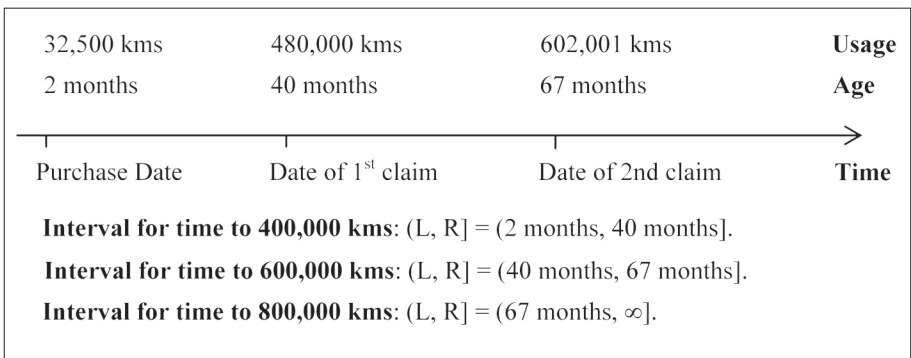 32,500 kms 480,000 kms 602,001 kms Usage
2 months 40 months 67 months Age
Purchase Date Date of 1st claim Date of 2nd claim Time
Interval for time to 400,000 kms: (L, R] = (2 months, 40 months].
Interval for time to 600,000 kms: (L, R] = (40 months, 67 months].
Interval for time to 800,000 kms: (L, R] = (67 months, ∞].